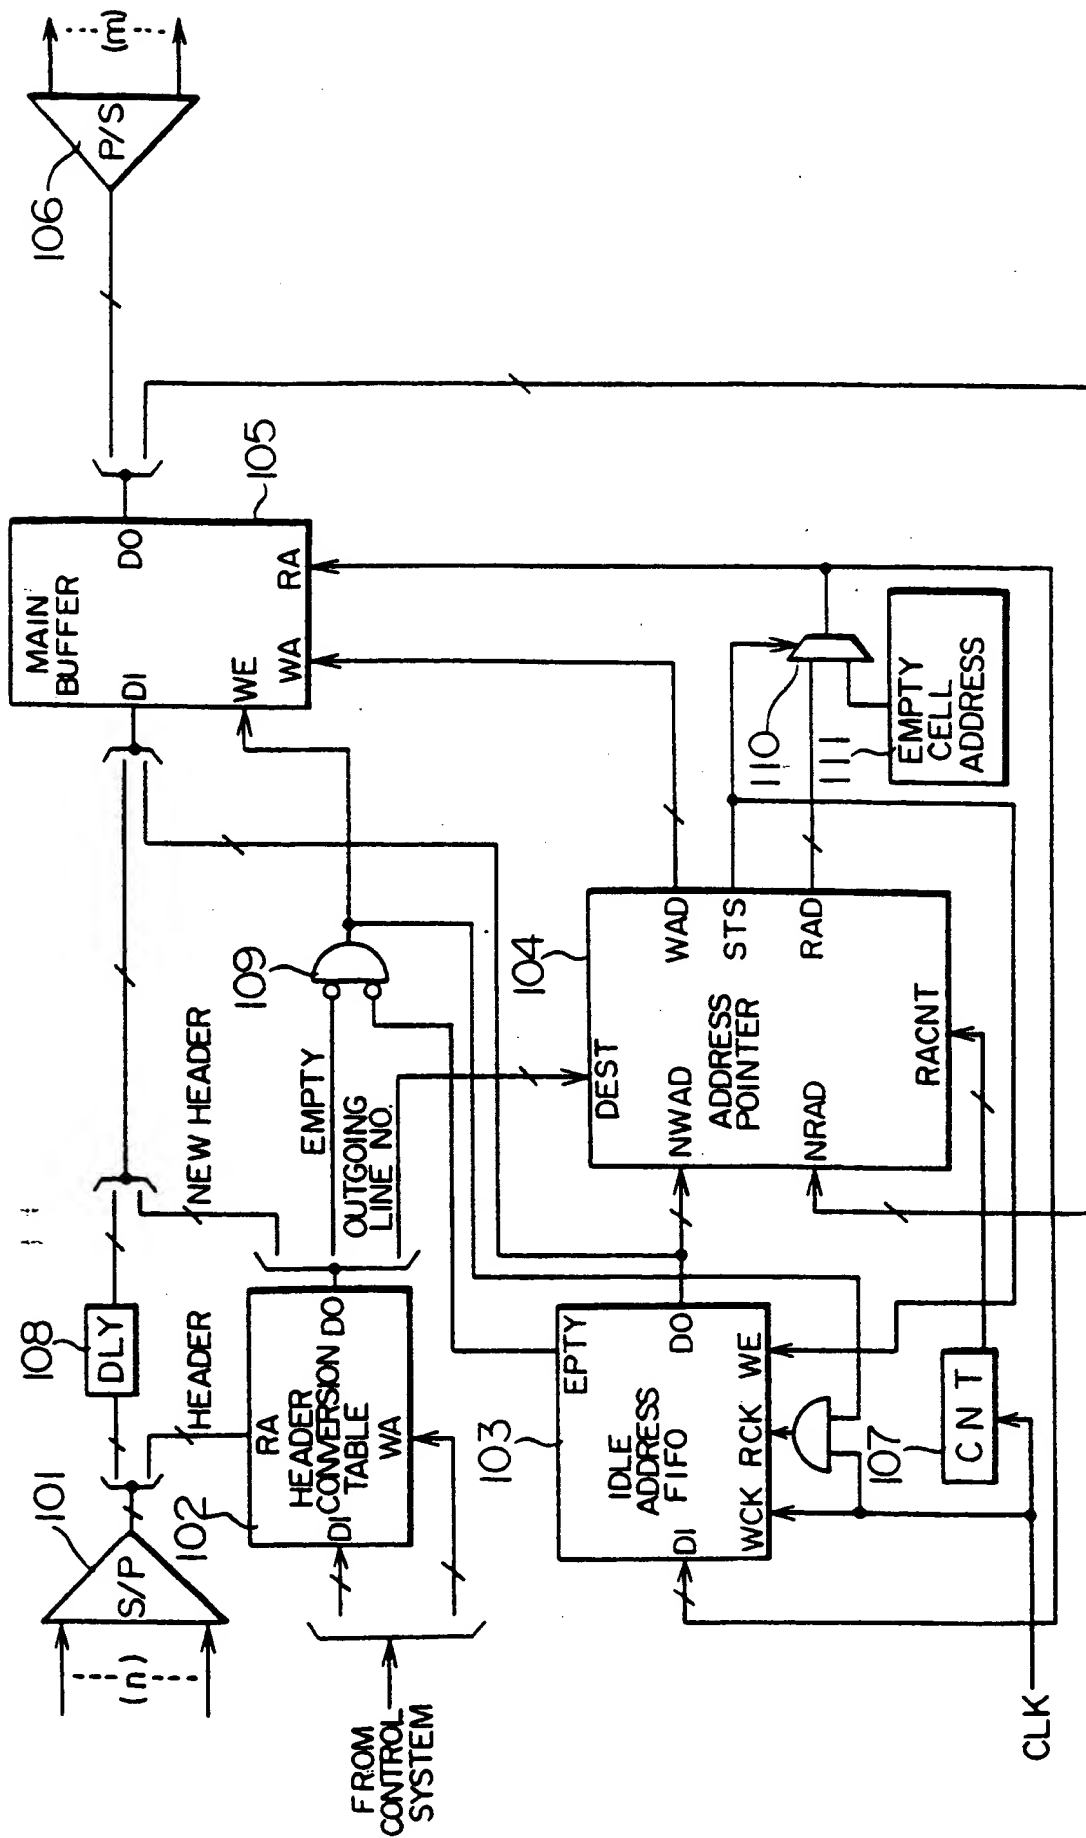 101
S/P
(n)
108
DLY
HEADER
NEW HEADER
102
RA
HEADER
CONVERSION
TABLE
DI
DO
WA
FROM
CONTROL
SYSTEM
EMPTY
OUTGOING
LINE NO.
109
MAIN
BUFFER
DI
DO
WE
WA
RA
105
106
P/S
(m)
103
EPTY
IDLE
ADDRESS
FIFO
DO
DI
WCK
RCK
WE
104
DEST
NWAD
ADDRESS
POINTER
NRAD
RACNT
WAD
STS
RAD
110
111
EMPTY
CELL
ADDRESS
107
CNT
CLK